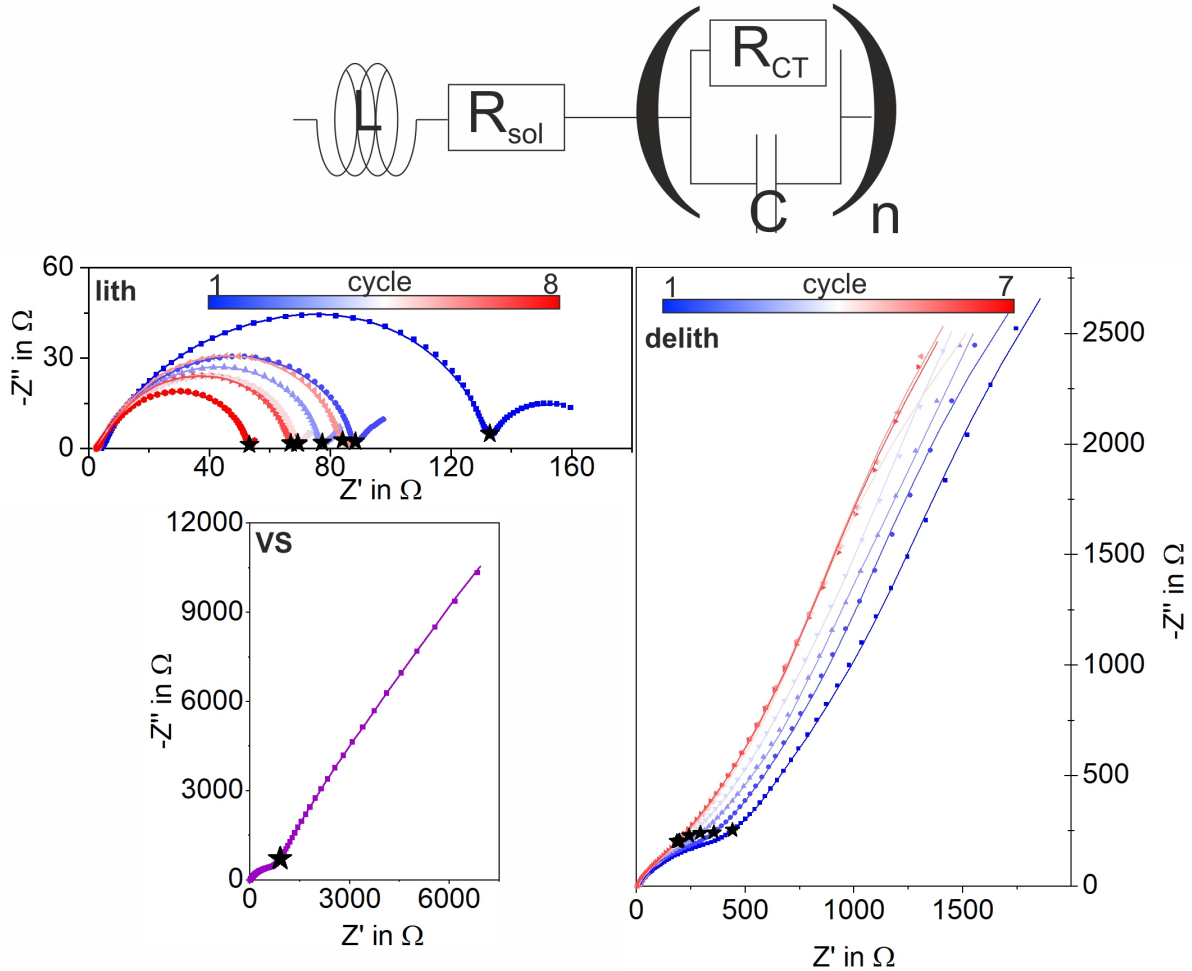 L
R_sol
R_CT
C
n
lith
1 cycle 8
60
30
0
-Z" in Ω
0 40 80 120 160
Z' in Ω
VS
12000
9000
6000
3000
0
-Z" in Ω
0 3000 6000
Z' in Ω
1 cycle 7
delith
2500
2000
1500
1000
500
0
-Z" in Ω
0 500 1000 1500
Z' in Ω